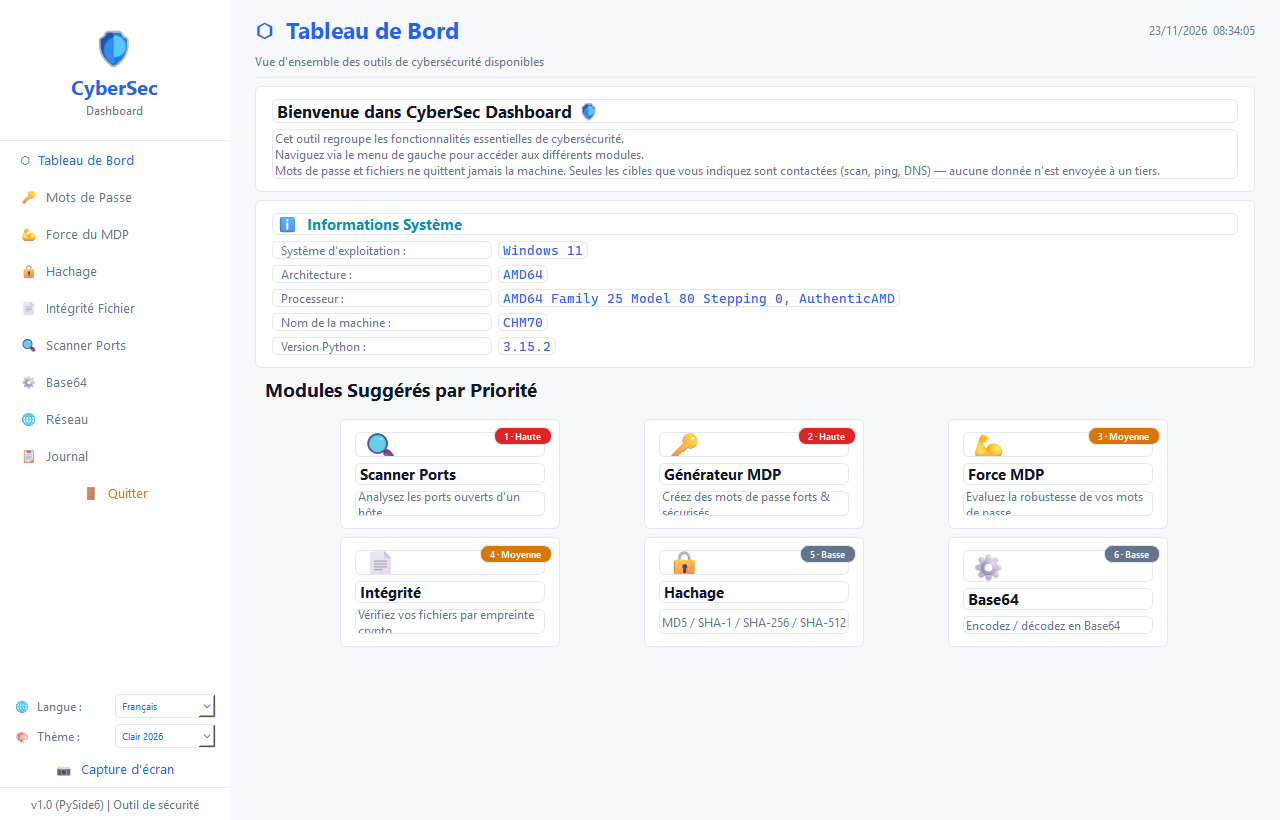 CyberSec
Dashboard
Tableau de Bord
Mots de Passe
Force du MDP
Hachage
Intégrité Fichier
Scanner Ports
Base64
Réseau
Journal
Quitter
Langue :
Français
Thème :
Clair 2026
Capture d'écran
v1.0 (PySide6) | Outil de sécurité
Tableau de Bord
23/11/2026 08:34:05
Vue d'ensemble des outils de cybersécurité disponibles
Bienvenue dans CyberSec Dashboard
Cet outil regroupe les fonctionnalités essentielles de cybersécurité.
Naviguez via le menu de gauche pour accéder aux différents modules.
Mots de passe et fichiers ne quittent jamais la machine. Seules les cibles que vous indiquez sont contactées (scan, ping, DNS) — aucune donnée n'est envoyée à un tiers.
Informations Système
Système d'exploitation : Windows 11
Architecture : AMD64
Processeur : AMD64 Family 25 Model 80 Stepping 0, AuthenticAMD
Nom de la machine : CHM70
Version Python : 3.15.2
Modules Suggérés par Priorité
1 · Haute
Scanner Ports
Analysez les ports ouverts d'un
hôte
2 · Haute
Générateur MDP
Créez des mots de passe forts &
sécurisés
3 · Moyenne
Force MDP
Evaluez la robustesse de vos mots
de passe
4 · Moyenne
Intégrité
Vérifiez vos fichiers par empreinte
crypto
5 · Basse
Hachage
MD5 / SHA-1 / SHA-256 / SHA-512
6 · Basse
Base64
Encodez / décodez en Base64